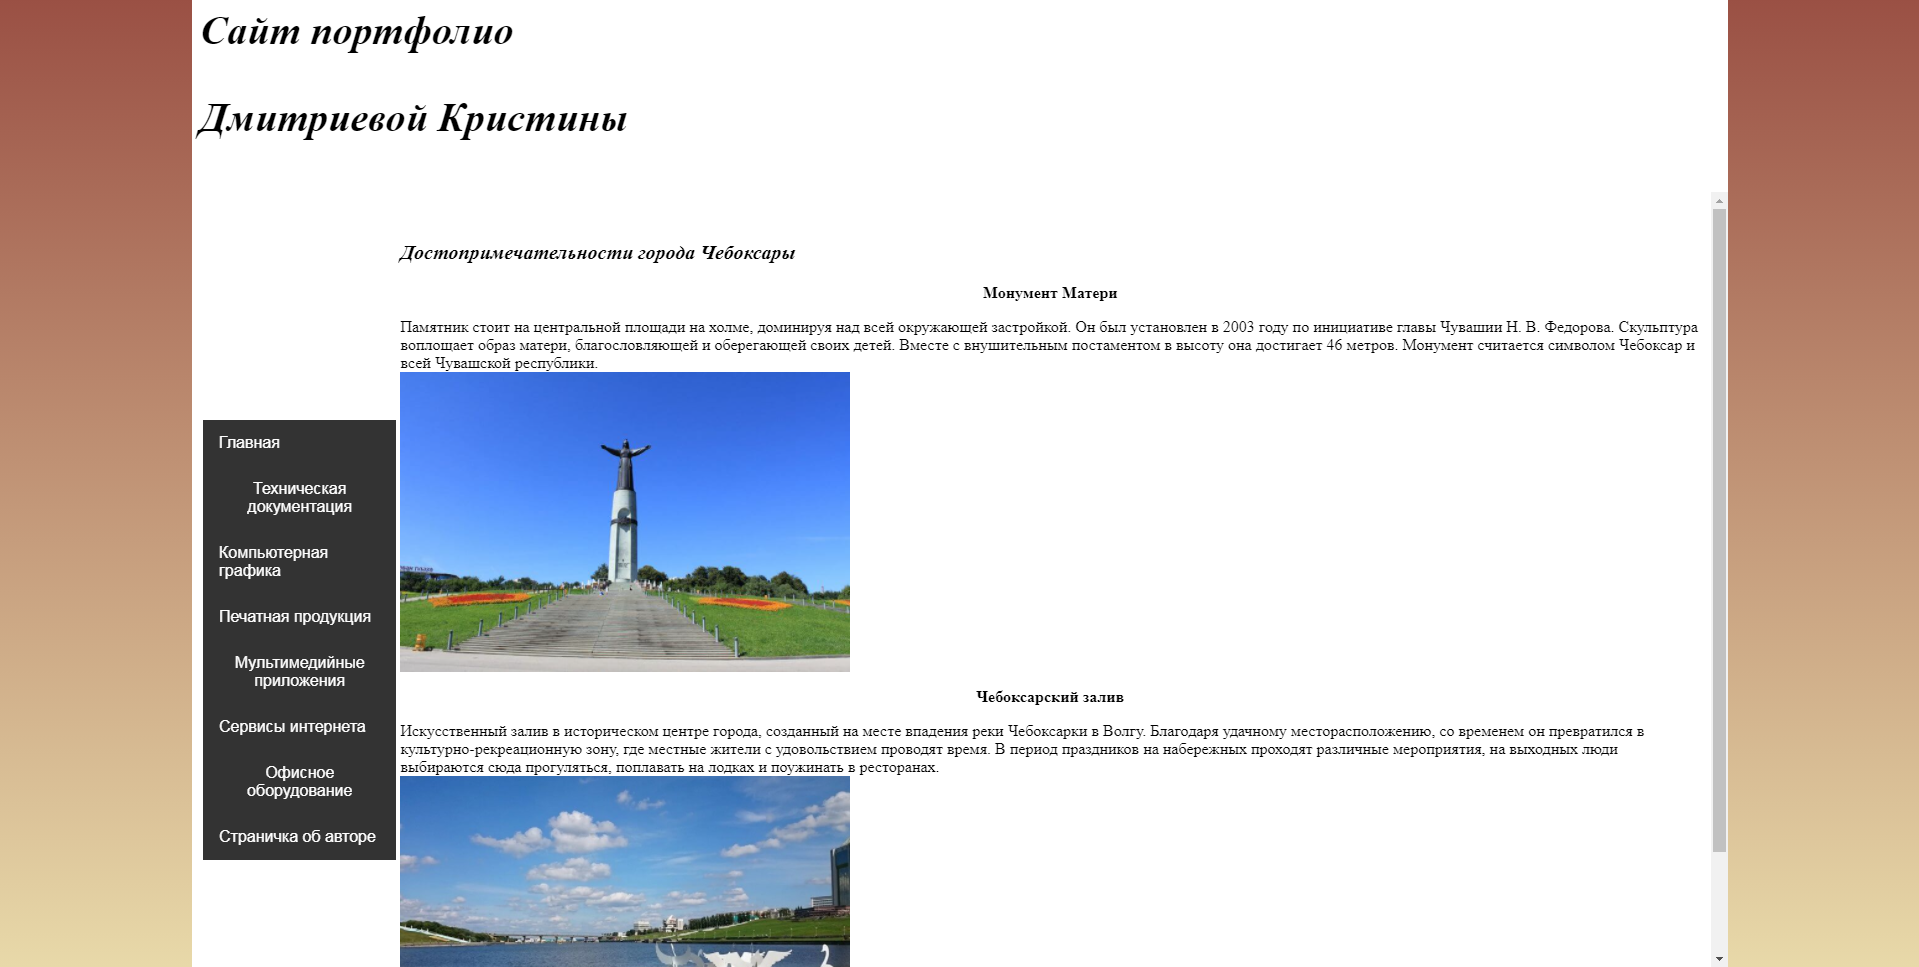 Сайт портфолио
Дмитриевой Кристины
Достопримечательности города Чебоксары
Монумент Матери
Памятник стоит на центральной площади на холме, доминируя над всей окружающей застройкой. Он был установлен в 2003 году по инициативе главы Чувашии Н. В. Федорова. Скульптура
воплощает образ матери, благословляющей и оберегающей своих детей. Вместе с внушительным постаментом в высоту она достигает 46 метров. Монумент считается символом Чебоксар и
всей Чувашской республики.
Главная
Техническая
документация
Компьютерная
графика
Печатная продукция
Мультимедийные
приложения
Сервисы интернета
Офисное
оборудование
Страничка об авторе
Чебоксарский залив
Искусственный залив в историческом центре города, созданный на месте впадения реки Чебоксарки в Волгу. Благодаря удачному месторасположению, со временем он превратился в
культурно-рекреационную зону, где местные жители с удовольствием проводят время. В период праздников на набережных проходят различные мероприятия, на выходных люди
выбираются сюда прогуляться, поплавать на лодках и поужинать в ресторанах.